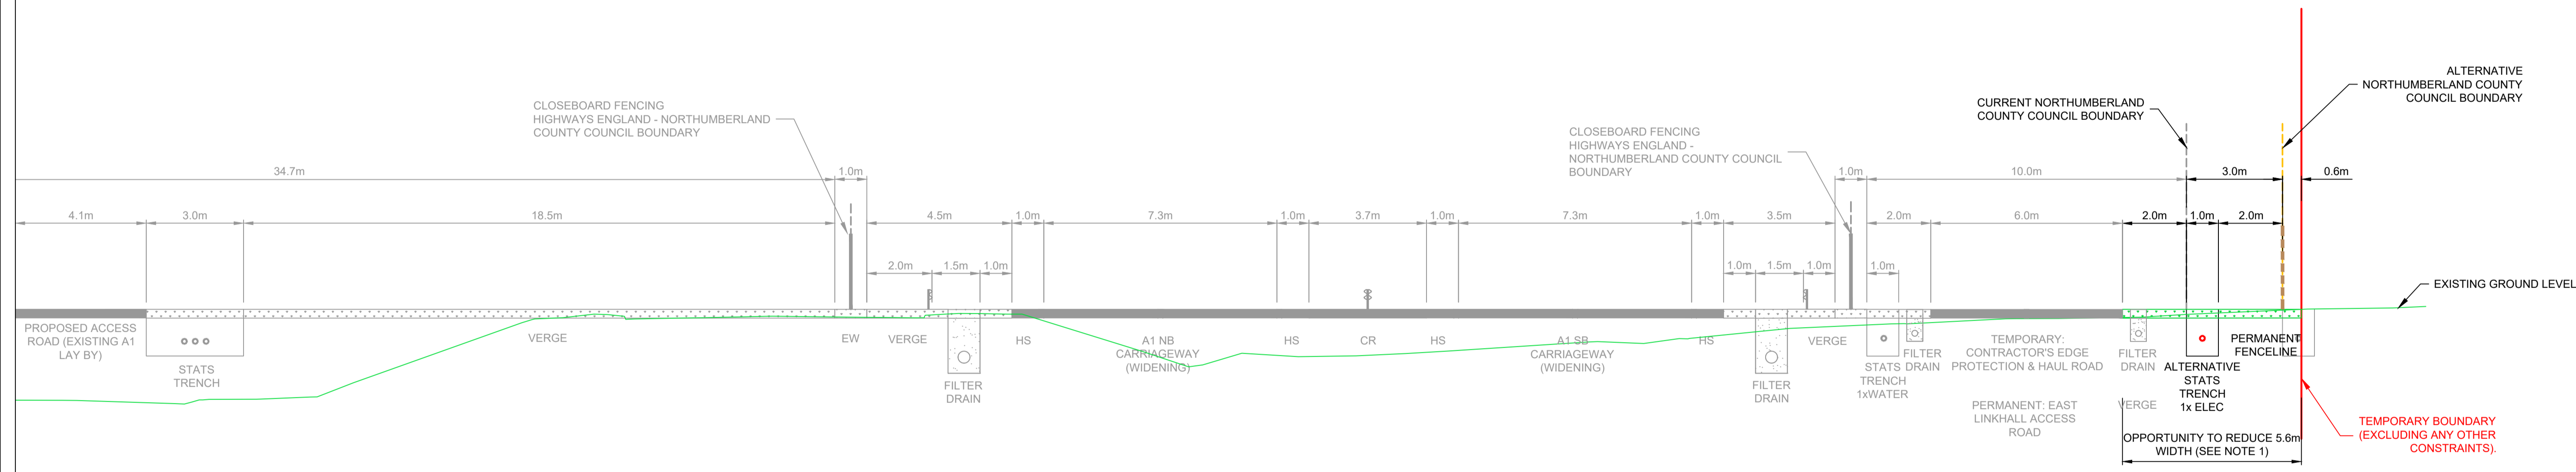 ALTERNATIVE
NORTHUMBERLAND COUNTY
COUNCIL BOUNDARY
CURRENT NORTHUMBERLAND
COUNTY COUNCIL BOUNDARY
CLOSEBOARD FENCING
HIGHWAYS ENGLAND - NORTHUMBERLAND
COUNTY COUNCIL BOUNDARY
CLOSEBOARD FENCING
HIGHWAYS ENGLAND -
NORTHUMBERLAND COUNTY COUNCIL
BOUNDARY
34.7m
1.0m
1.0m
10.0m
3.0m
0.6m
4.1m
3.0m
18.5m
4.5m
1.0m
7.3m
1.0m
3.7m
1.0m
7.3m
1.0m
3.5m
2.0m
6.0m
2.0m
1.0m
2.0m
2.0m
1.5m
1.0m
1.0m
1.5m
1.0m
1.0m
EXISTING GROUND LEVEL
PROPOSED ACCESS
ROAD (EXISTING A1
LAY BY)
STATS
TRENCH
VERGE
EW
VERGE
FILTER
DRAIN
HS
A1 NB
CARRIAGEWAY
(WIDENING)
HS
CR
HS
A1 SB
CARRIAGEWAY
(WIDENING)
HS
FILTER
DRAIN
VERGE
STATS
TRENCH
1xWATER
FILTER
DRAIN
TEMPORARY:
CONTRACTOR'S EDGE
PROTECTION & HAUL ROAD
PERMANENT: EAST
LINKHALL ACCESS
ROAD
FILTER
DRAIN
VERGE
ALTERNATIVE
STATS
TRENCH
1x ELEC
PERMANENT
FENCELINE
OPPORTUNITY TO REDUCE 5.6m
WIDTH (SEE NOTE 1)
TEMPORARY BOUNDARY
(EXCLUDING ANY OTHER
CONSTRAINTS).